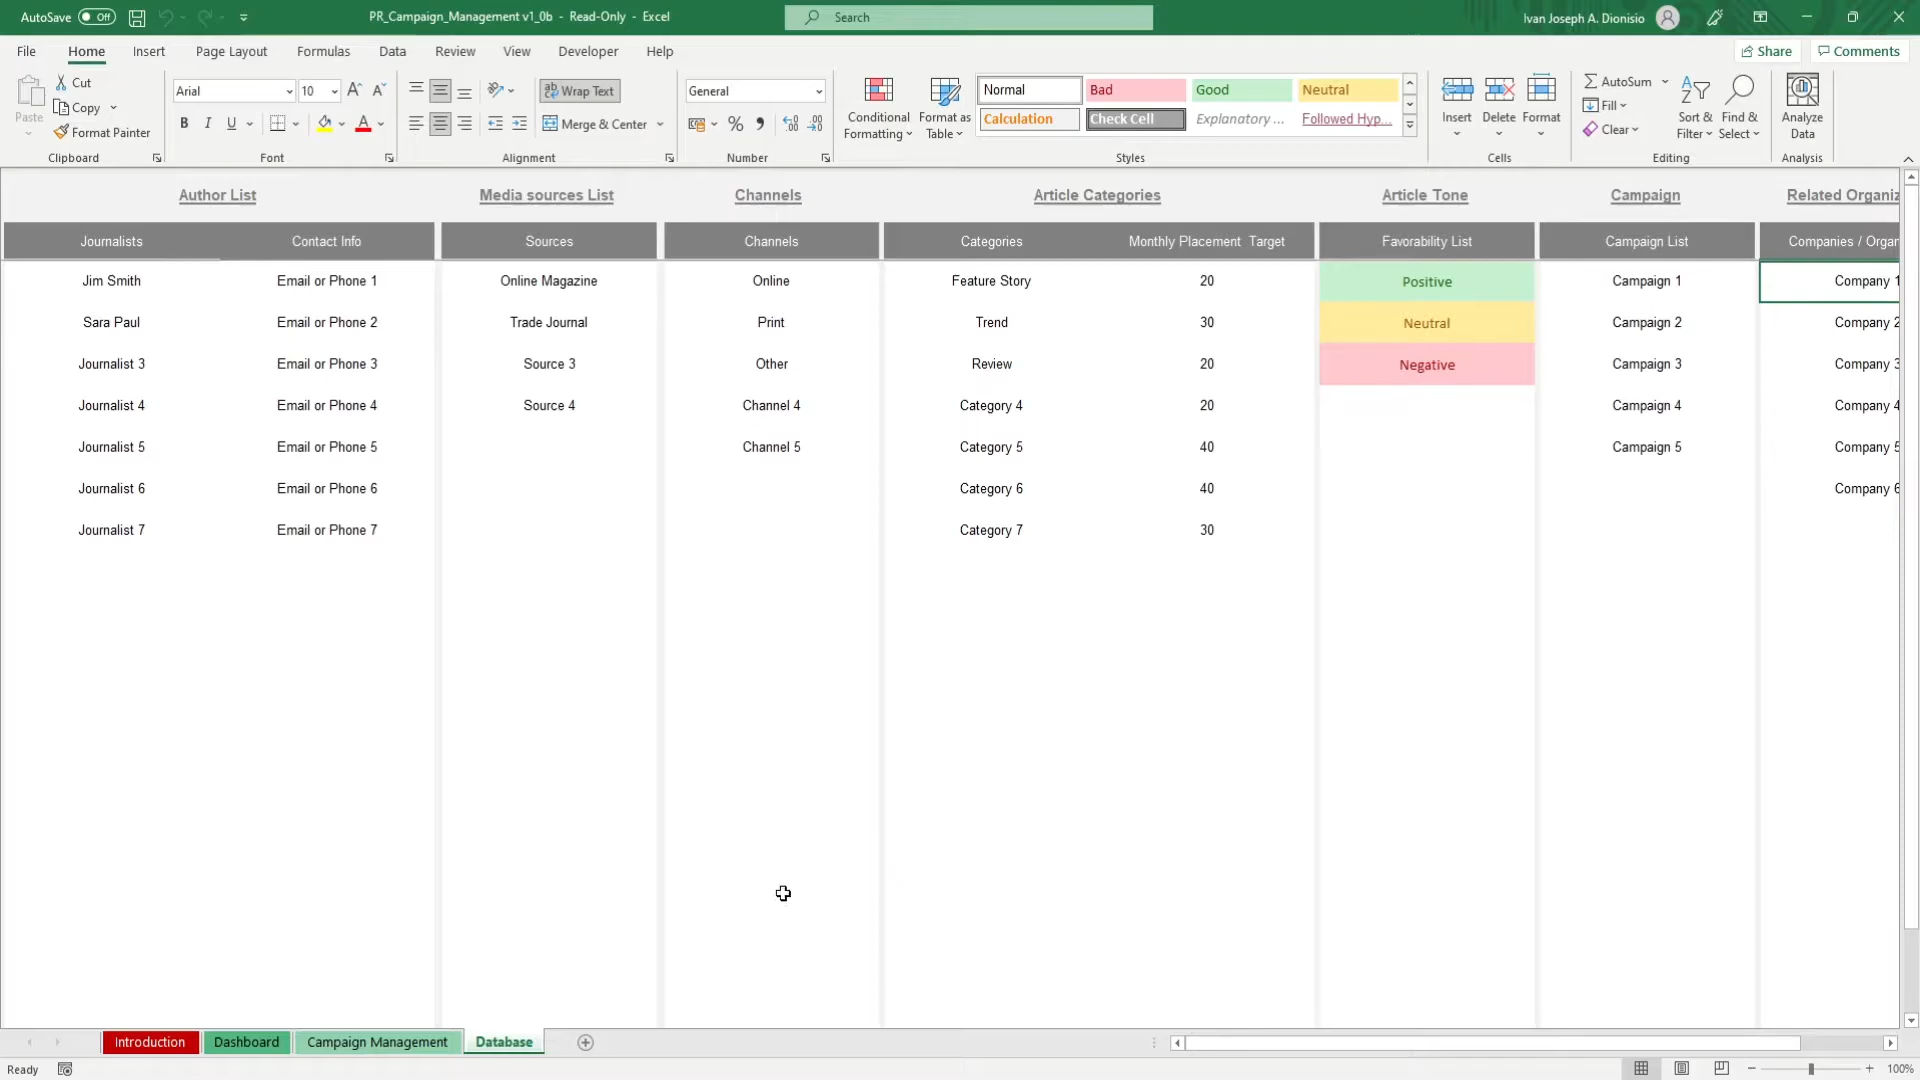 AutoSave Off PR_Campaign_Management v1_0b - Read-Only - Excel Search Ivan Joseph A. Dionisio
File Home Insert Page Layout Formulas Data Review View Developer Help Share Comments
Paste
Cut
Copy
Format Painter
Clipboard
Arial 10
B I U
Font
Wrap Text
Merge & Center
Alignment
General
Number
Conditional Formatting
Format as Table
Normal Bad Good Neutral
Calculation Check Cell Explanatory ... Followed Hyp...
Styles
Insert Delete Format
Cells
AutoSum
Fill
Clear
Sort & Filter
Find & Select
Editing
Analyze Data
Analysis
Author List Media sources List Channels Article Categories Article Tone Campaign Related Organiz
Journalists Contact Info Sources Channels Categories Monthly Placement Target Favorability List Campaign List Companies / Organ
Jim Smith Email or Phone 1 Online Magazine Online Feature Story 20 Positive Campaign 1 Company 1
Sara Paul Email or Phone 2 Trade Journal Print Trend 30 Neutral Campaign 2 Company 2
Journalist 3 Email or Phone 3 Source 3 Other Review 20 Negative Campaign 3 Company 3
Journalist 4 Email or Phone 4 Source 4 Channel 4 Category 4 20 Campaign 4 Company 4
Journalist 5 Email or Phone 5 Channel 5 Category 5 40 Campaign 5 Company 5
Journalist 6 Email or Phone 6 Category 6 40 Company 6
Journalist 7 Email or Phone 7 Category 7 30
Introduction Dashboard Campaign Management Database
Ready 100%